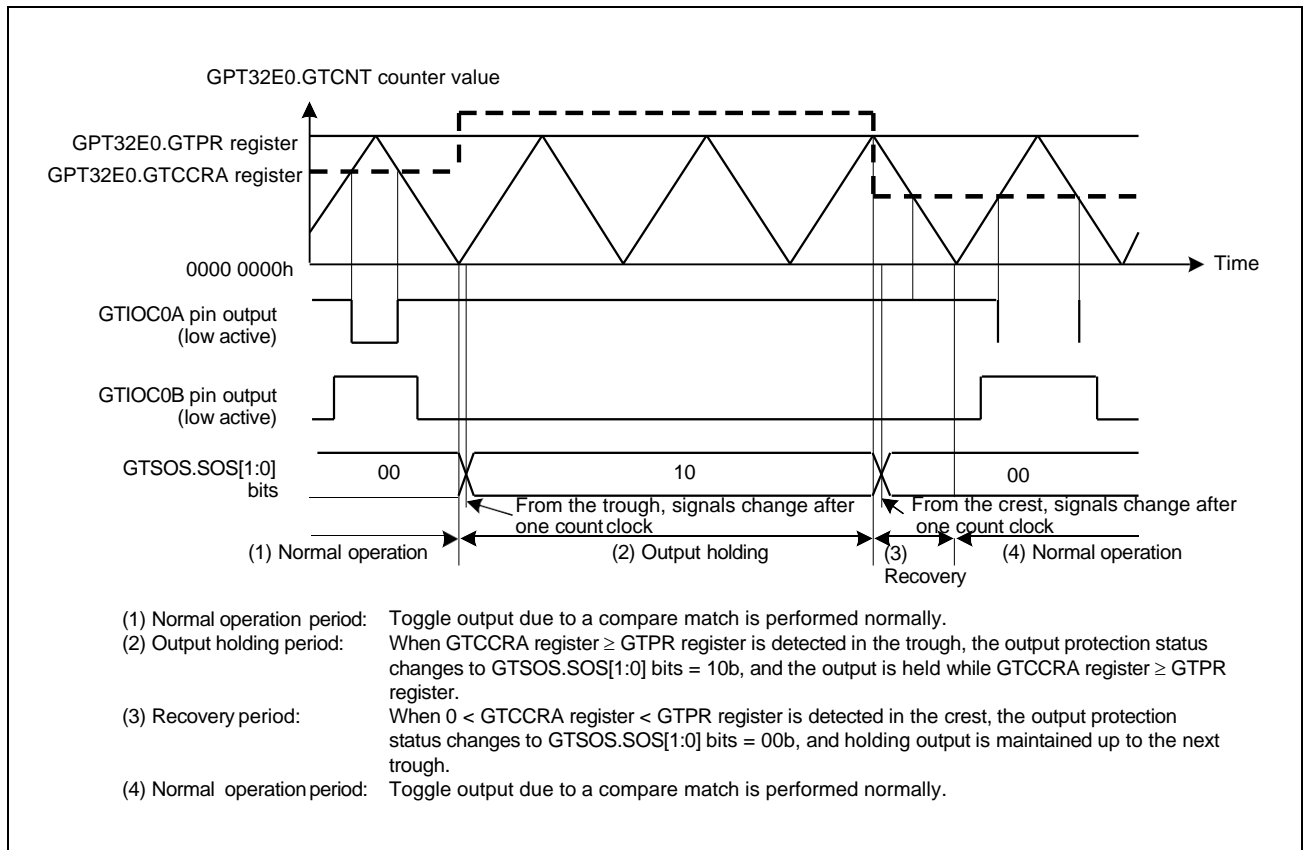 GPT32E0.GTCNT counter value
GPT32E0.GTPR register
GPT32E0.GTCCRA register
0000 0000h
Time
GTIOC0A pin output
(low active)
GTIOC0B pin output
(low active)
GTSOS.SOS[1:0]
bits
00
10
00
From the trough, signals change after
one count clock
From the crest, signals change after
one count clock
(1) Normal operation
(2) Output holding
(3)
Recovery
(4) Normal operation
(1) Normal operation period: Toggle output due to a compare match is performed normally.
(2) Output holding period: When GTCCRA register ≥ GTPR register is detected in the trough, the output protection status
changes to GTSOS.SOS[1:0] bits = 10b, and the output is held while GTCCRA register ≥ GTPR
register.
(3) Recovery period: When 0 < GTCCRA register < GTPR register is detected in the crest, the output protection
status changes to GTSOS.SOS[1:0] bits = 00b, and holding output is maintained up to the next
trough.
(4) Normal operation period: Toggle output due to a compare match is performed normally.